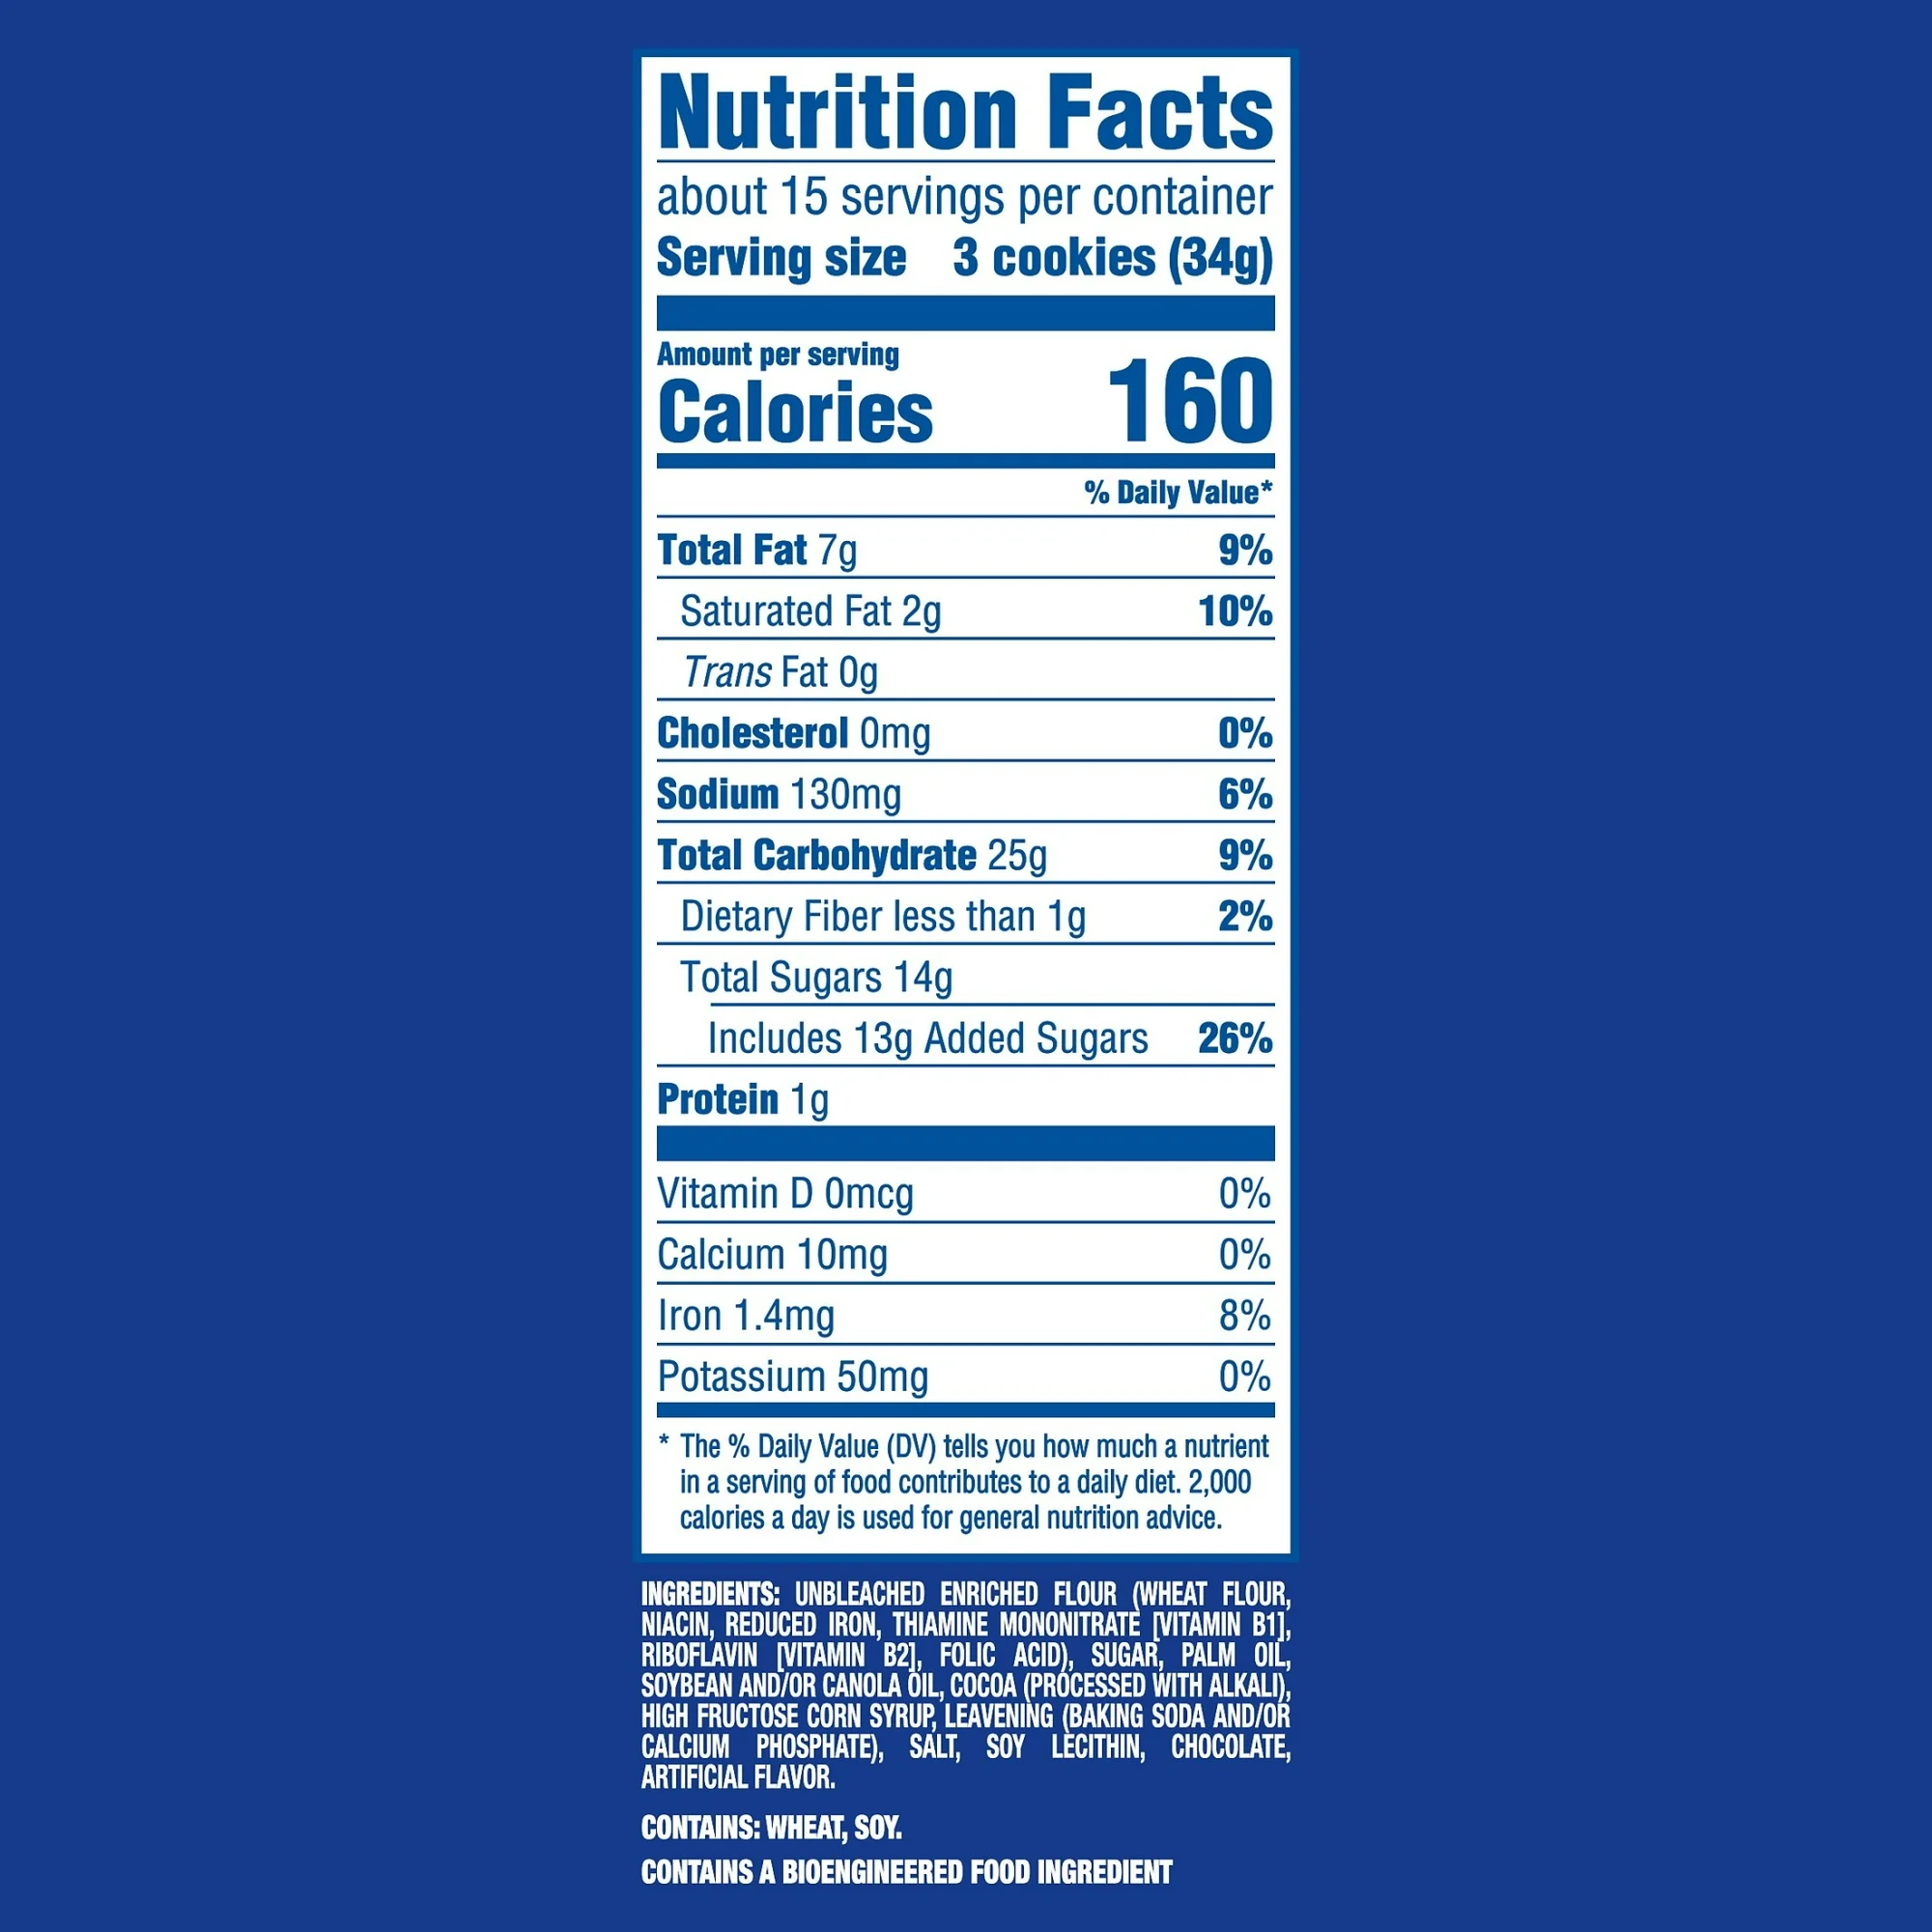 Nutrition Facts
about 15 servings per container
Serving size 3 cookies (34g)
Amount per serving
Calories 160
% Daily Value*
Total Fat 7g 9%
Saturated Fat 2g 10%
Trans Fat 0g
Cholesterol 0mg 0%
Sodium 130mg 6%
Total Carbohydrate 25g 9%
Dietary Fiber less than 1g 2%
Total Sugars 14g
Includes 13g Added Sugars 26%
Protein 1g
Vitamin D 0mcg 0%
Calcium 10mg 0%
Iron 1.4mg 8%
Potassium 50mg 0%
* The % Daily Value (DV) tells you how much a nutrient
in a serving of food contributes to a daily diet. 2,000
calories a day is used for general nutrition advice.
INGREDIENTS: UNBLEACHED ENRICHED FLOUR (WHEAT FLOUR,
NIACIN, REDUCED IRON, THIAMINE MONONITRATE [VITAMIN B1],
RIBOFLAVIN [VITAMIN B2], FOLIC ACID), SUGAR, PALM OIL,
SOYBEAN AND/OR CANOLA OIL, COCOA (PROCESSED WITH ALKALI),
HIGH FRUCTOSE CORN SYRUP, LEAVENING (BAKING SODA AND/OR
CALCIUM PHOSPHATE), SALT, SOY LECITHIN, CHOCOLATE,
ARTIFICIAL FLAVOR.
CONTAINS: WHEAT, SOY.
CONTAINS A BIOENGINEERED FOOD INGREDIENT